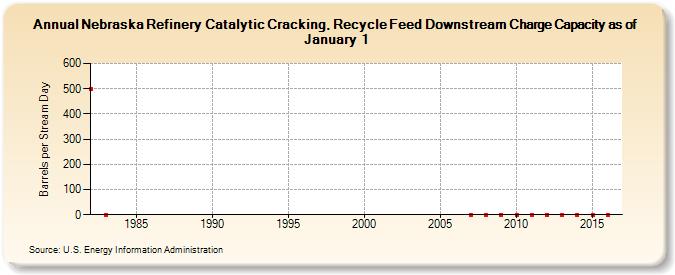 Annual Nebraska Refinery Catalytic Cracking, Recycle Feed Downstream Charge Capacity as of
January 1
Barrels per Stream Day
600
500
400
300
200
100
0
1985 1990 1995 2000 2005 2010 2015
Source: U.S. Energy Information Administration